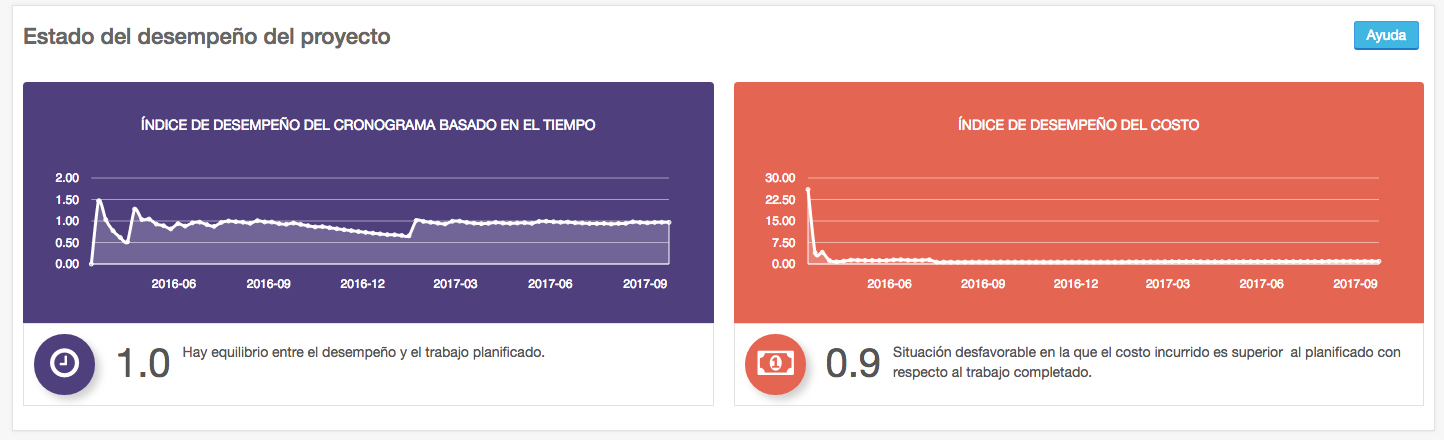 Estado del desempeño del proyecto
Ayuda
ÍNDICE DE DESEMPEÑO DEL CRONOGRAMA BASADO EN EL TIEMPO
2.00
1.50
1.00
0.50
0.00
2016-06 2016-09 2016-12 2017-03 2017-06 2017-09
1.0
Hay equilibrio entre el desempeño y el trabajo planificado.
ÍNDICE DE DESEMPEÑO DEL COSTO
30.00
22.50
15.00
7.50
0.00
2016-06 2016-09 2016-12 2017-03 2017-06 2017-09
1
0.9
Situación desfavorable en la que el costo incurrido es superior al planificado con
respecto al trabajo completado.